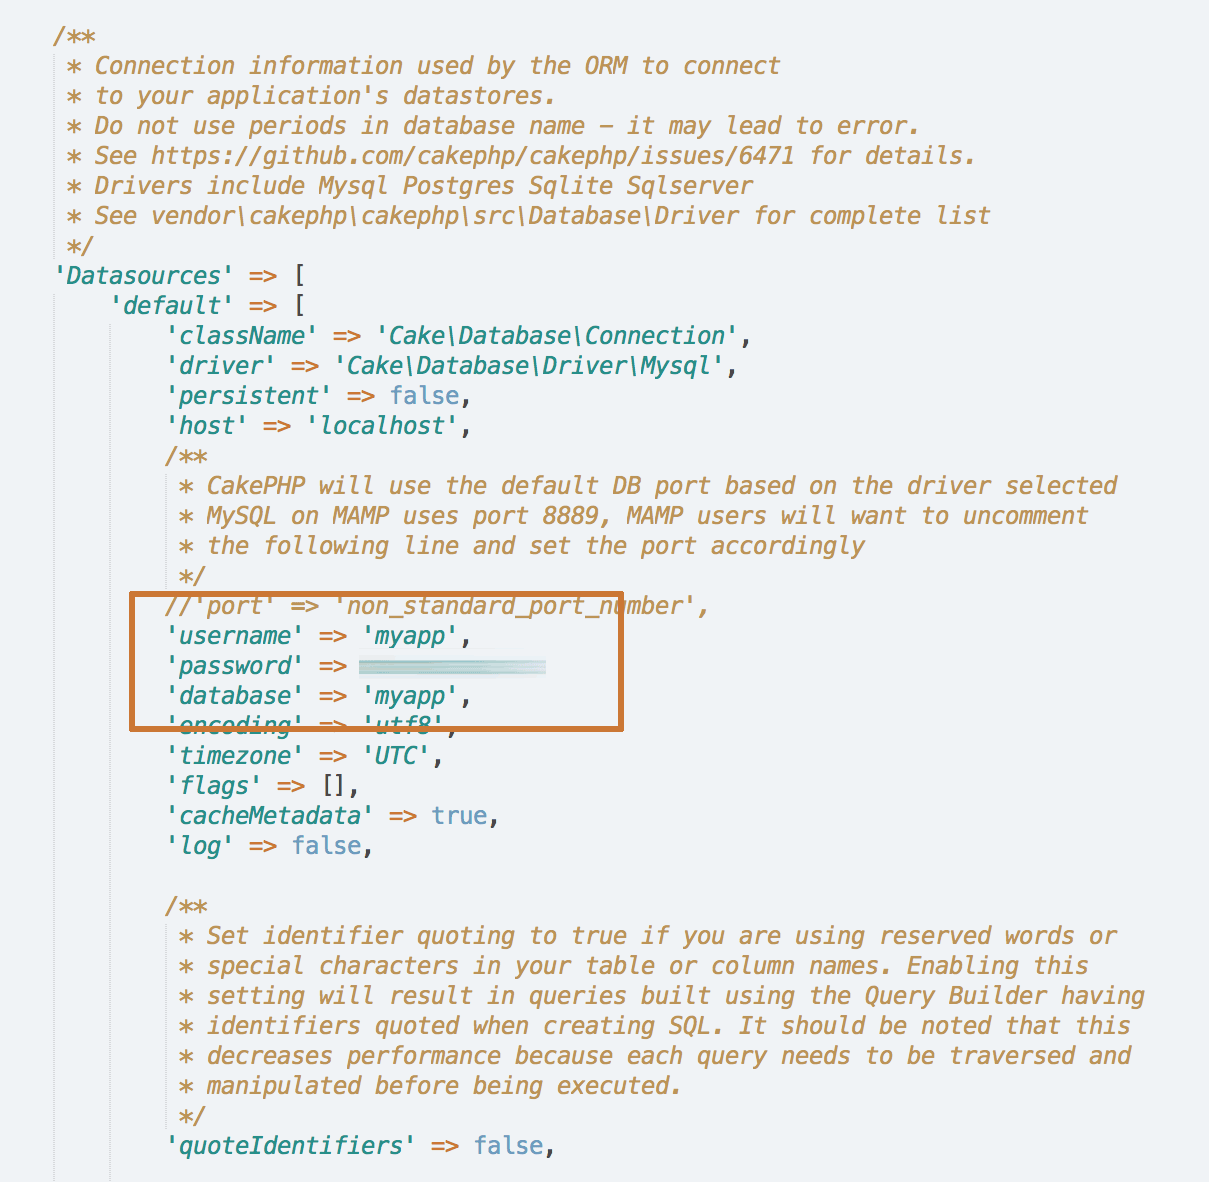 /**
 * Connection information used by the ORM to connect
 * to your application's datastores.
 * Do not use periods in database name – it may lead to error.
 * See https://github.com/cakephp/cakephp/issues/6471 for details.
 * Drivers include Mysql Postgres Sqlite Sqlserver
 * See vendor\cakephp\cakephp\src\Database\Driver for complete list
 */
'Datasources' => [
    'default' => [
        'className' => 'Cake\Database\Connection',
        'driver' => 'Cake\Database\Driver\Mysql',
        'persistent' => false,
        'host' => 'localhost',
        /**
         * CakePHP will use the default DB port based on the driver selected
         * MySQL on MAMP uses port 8889, MAMP users will want to uncomment
         * the following line and set the port accordingly
         */
        //'port' => 'non_standard_port_number',
        'username' => 'myapp',
        'password' =>
        'database' => 'myapp',
        'encoding' => 'utf8',
        'timezone' => 'UTC',
        'flags' => [],
        'cacheMetadata' => true,
        'log' => false,

        /**
         * Set identifier quoting to true if you are using reserved words or
         * special characters in your table or column names. Enabling this
         * setting will result in queries built using the Query Builder having
         * identifiers quoted when creating SQL. It should be noted that this
         * decreases performance because each query needs to be traversed and
         * manipulated before being executed.
         */
        'quoteIdentifiers' => false,